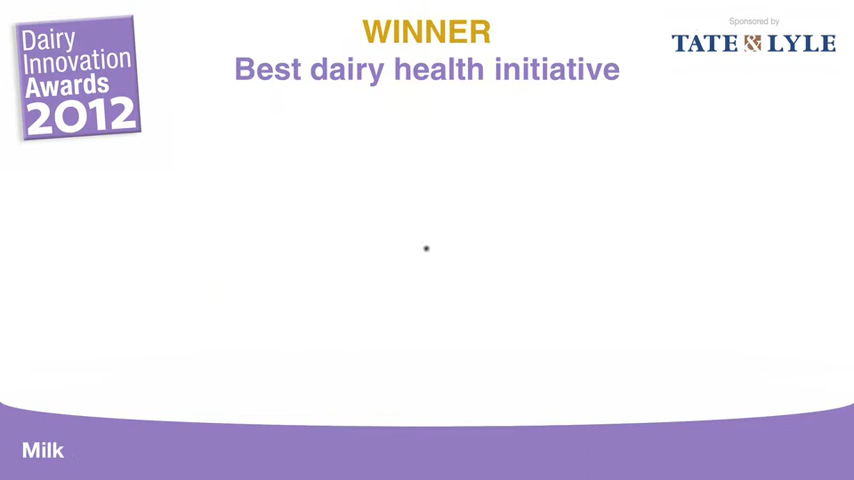 Dairy
Innovation
Awards
2012
WINNER
Best dairy health initiative
Sponsored by
TATE & LYLE
Milk